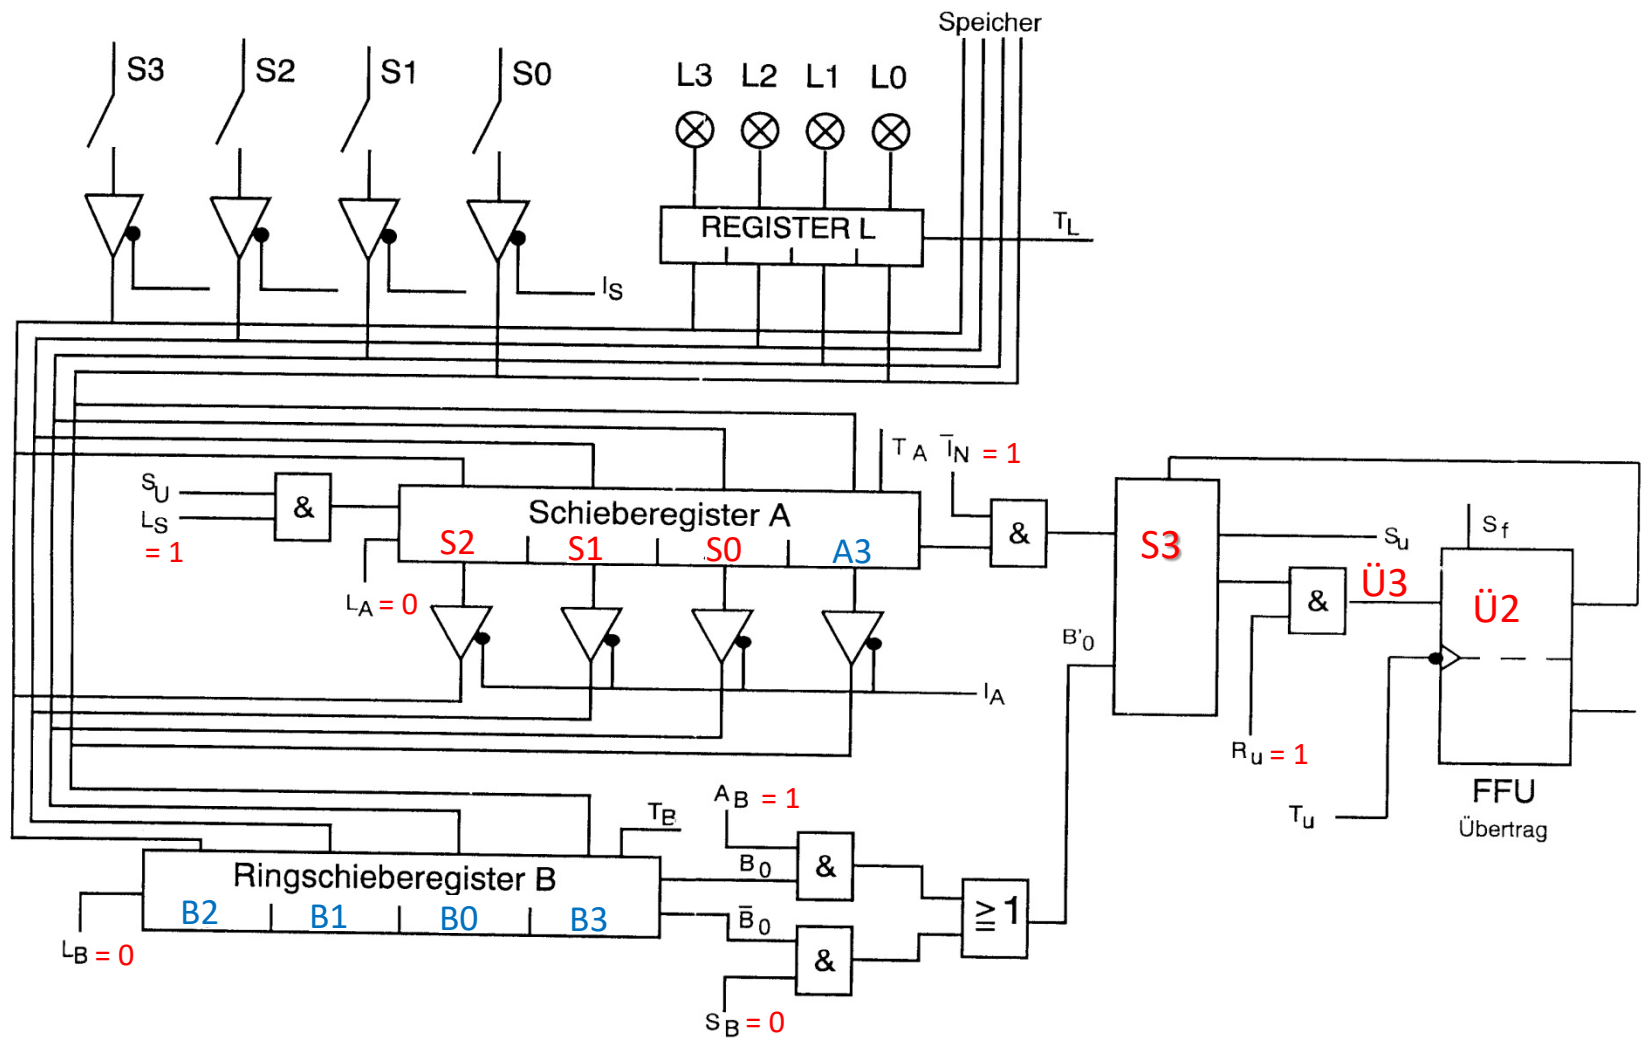 Speicher
S3 S2 S1 S0
L3 L2 L1 L0
REGISTER L
TL
IS
TA ĪN = 1
SU
LS
= 1
&
Schieberegister A
S2 S1 S0 A3
LA = 0
&
S3
Su
Sf
&
Ü3
Ü2
B'0
IA
Ru = 1
Tu
FFU
Übertrag
AB = 1
TB
B0
&
Ringschieberegister B
B2 B1 B0 B3
B̄0
≥1
LB = 0
&
SB = 0